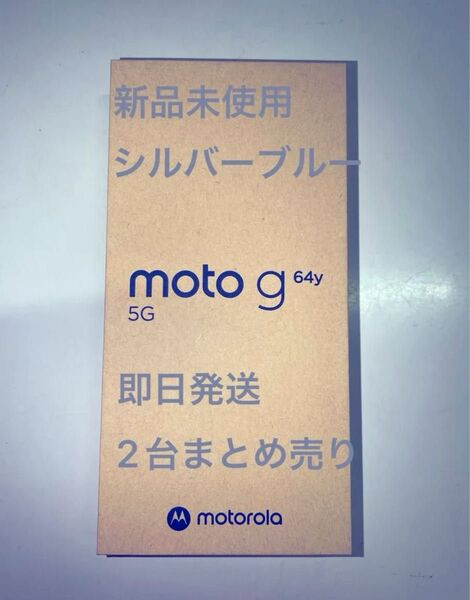 新品未使用
シルバーブルー
moto g 64y
5G
即日発送
2台まとめ売り
motorola